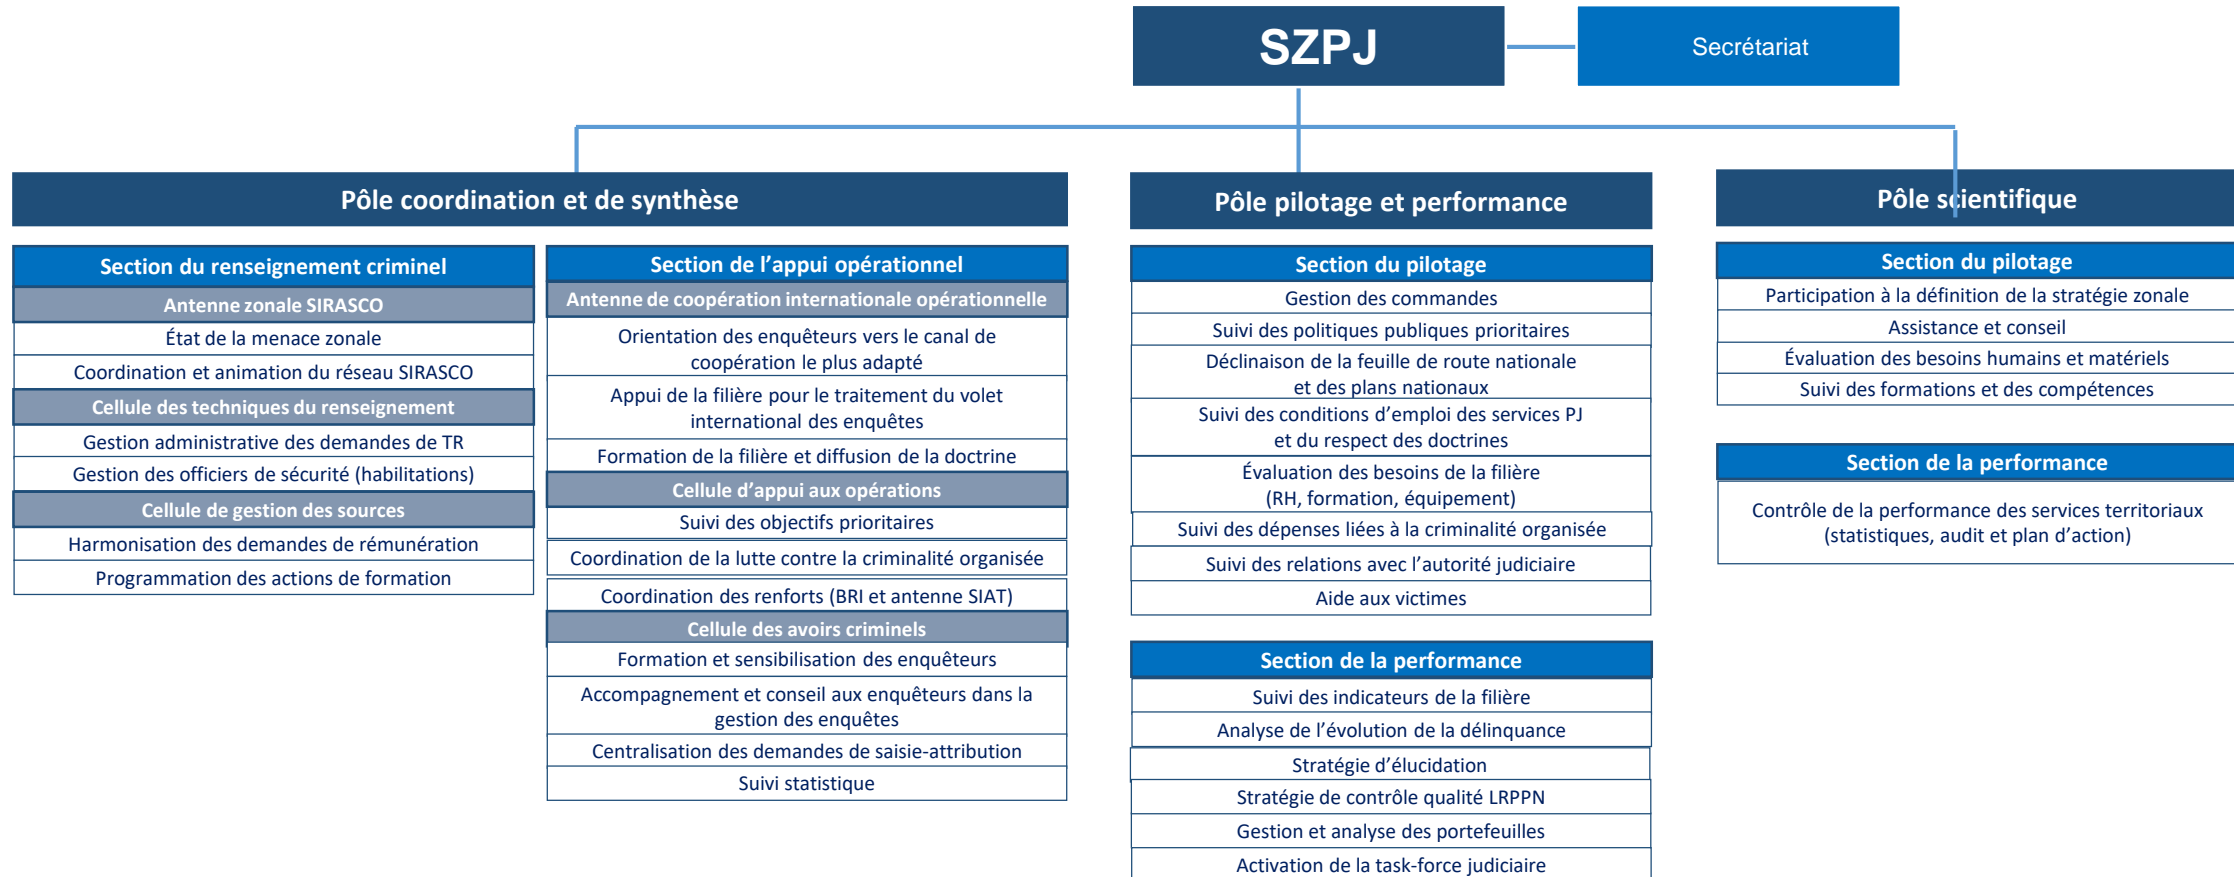 SZPJ
Secrétariat
Pôle coordination et de synthèse
Section du renseignement criminel
Antenne zonale SIRASCO
État de la menace zonale
Coordination et animation du réseau SIRASCO
Cellule des techniques du renseignement
Gestion administrative des demandes de TR
Gestion des officiers de sécurité (habilitations)
Cellule de gestion des sources
Harmonisation des demandes de rémunération
Programmation des actions de formation
Section de l’appui opérationnel
Antenne de coopération internationale opérationnelle
Orientation des enquêteurs vers le canal de
coopération le plus adapté
Appui de la filière pour le traitement du volet
international des enquêtes
Formation de la filière et diffusion de la doctrine
Cellule d’appui aux opérations
Suivi des objectifs prioritaires
Coordination de la lutte contre la criminalité organisée
Coordination des renforts (BRI et antenne SIAT)
Cellule des avoirs criminels
Formation et sensibilisation des enquêteurs
Accompagnement et conseil aux enquêteurs dans la
gestion des enquêtes
Centralisation des demandes de saisie-attribution
Suivi statistique
Pôle pilotage et performance
Section du pilotage
Gestion des commandes
Suivi des politiques publiques prioritaires
Déclinaison de la feuille de route nationale
et des plans nationaux
Suivi des conditions d’emploi des services PJ
et du respect des doctrines
Évaluation des besoins de la filière
(RH, formation, équipement)
Suivi des dépenses liées à la criminalité organisée
Suivi des relations avec l’autorité judiciaire
Aide aux victimes
Section de la performance
Suivi des indicateurs de la filière
Analyse de l’évolution de la délinquance
Stratégie d’élucidation
Stratégie de contrôle qualité LRPPN
Gestion et analyse des portefeuilles
Activation de la task-force judiciaire
Pôle scientifique
Section du pilotage
Participation à la définition de la stratégie zonale
Assistance et conseil
Évaluation des besoins humains et matériels
Suivi des formations et des compétences
Section de la performance
Contrôle de la performance des services territoriaux
(statistiques, audit et plan d’action)